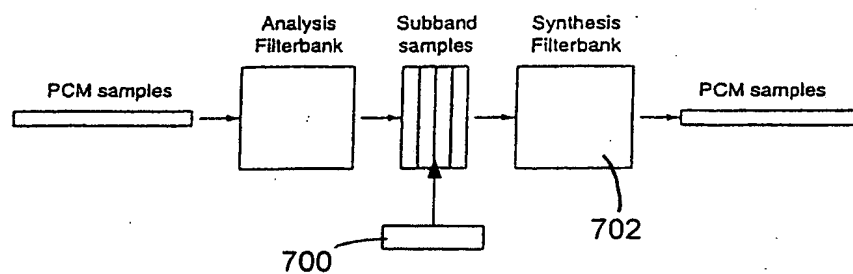 Analysis
Filterbank
Subband
samples
Synthesis
Filterbank
PCM samples
PCM samples
700
702